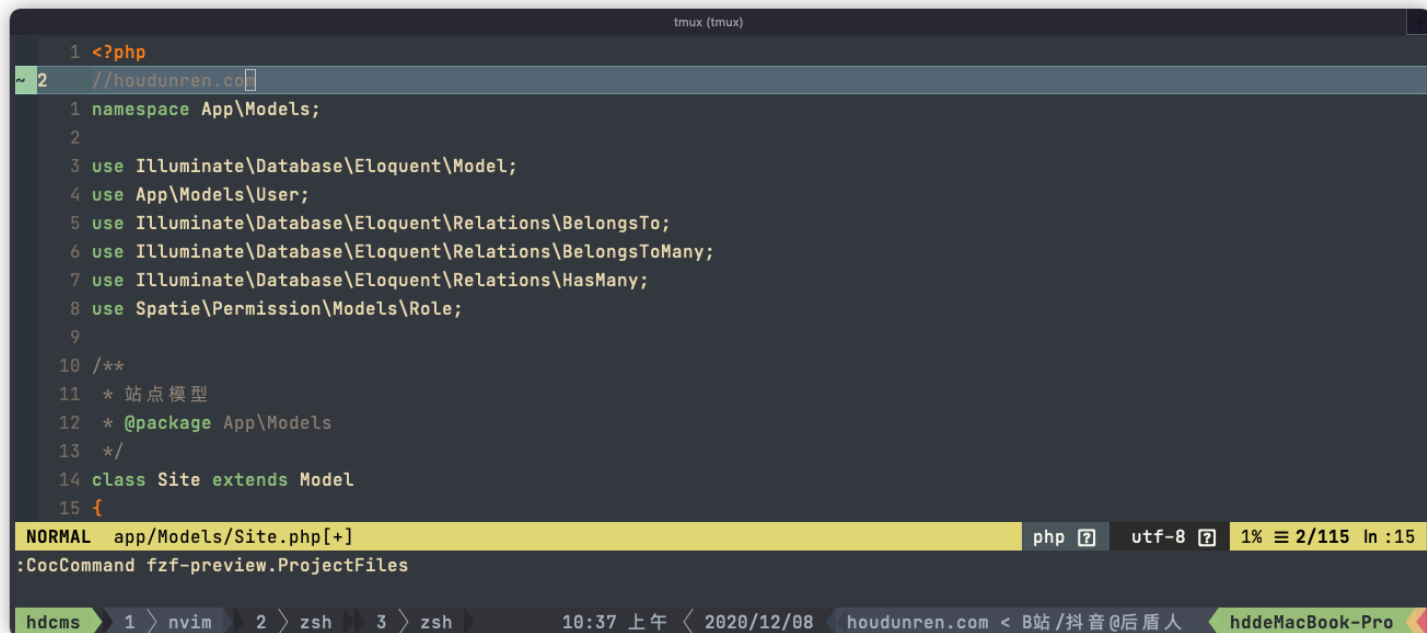 tmux (tmux)
1 <?php
~ 2 //houdunren.com
1 namespace App\Models;
2
3 use Illuminate\Database\Eloquent\Model;
4 use App\Models\User;
5 use Illuminate\Database\Eloquent\Relations\BelongsTo;
6 use Illuminate\Database\Eloquent\Relations\BelongsToMany;
7 use Illuminate\Database\Eloquent\Relations\HasMany;
8 use Spatie\Permission\Models\Role;
9
10 /**
11 * 站点模型
12 * @package App\Models
13 */
14 class Site extends Model
15 {
NORMAL app/Models/Site.php[+] php [?] utf-8 [?] 1% ☰ 2/115 ln :15
:CocCommand fzf-preview.ProjectFiles
hdcms 1 〉 nvim 2 〉 zsh 3 〉 zsh 10:37 上午 〈 2020/12/08 houdunren.com < B站/抖音@后盾人 hddeMacBook-Pro